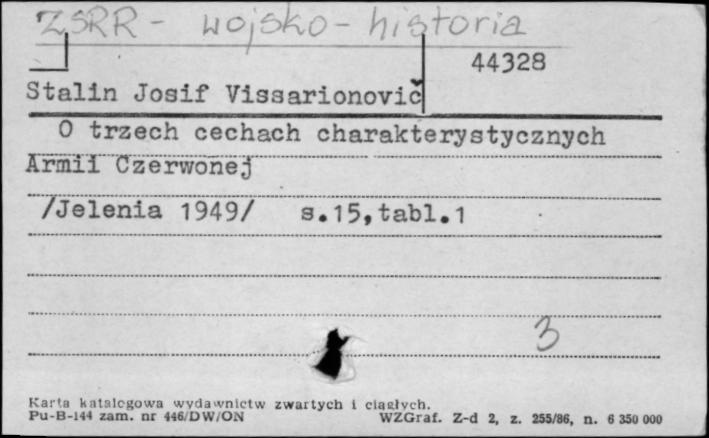 ZSRR - wojsko - historia
44328
Stalin Josif Vissarionovič
O trzech cechach charakterystycznych
Armii Czerwonej
/Jelenia 1949/ s.15,tabl.1
3
Karta katalogowa wydawnictw zwartych i ciągłych.
Pu-B-144 zam. nr 446/DW/ON WZGraf. Z-d 2, z. 255/86, n. 6 350 000